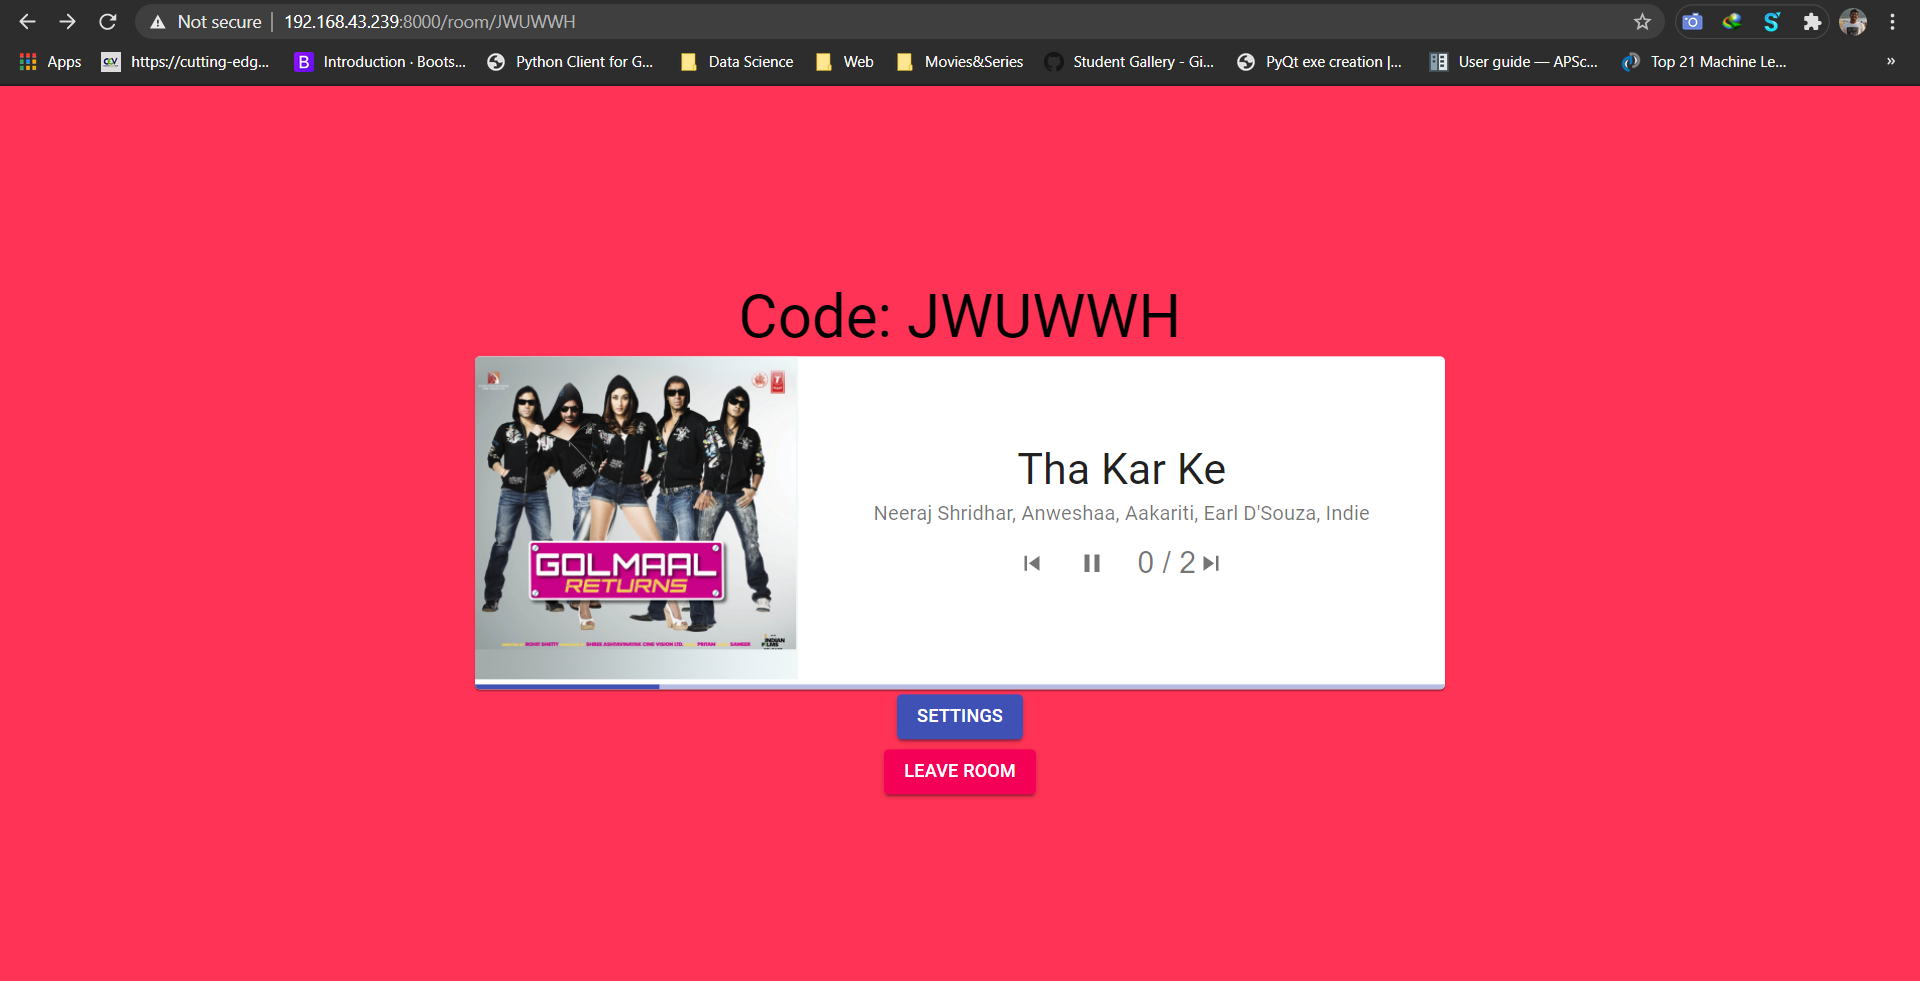 Not secure | 192.168.43.239:8000/room/JWUWWH
Apps https://cutting-edg... Introduction · Boots... Python Client for G... Data Science Web Movies&Series Student Gallery - Gi... PyQt exe creation |... User guide — APSc... Top 21 Machine Le... »
Code: JWUWWH
GOLMAAL
RETURNS
Tha Kar Ke
Neeraj Shridhar, Anweshaa, Aakariti, Earl D'Souza, Indie
0 / 2
SETTINGS
LEAVE ROOM